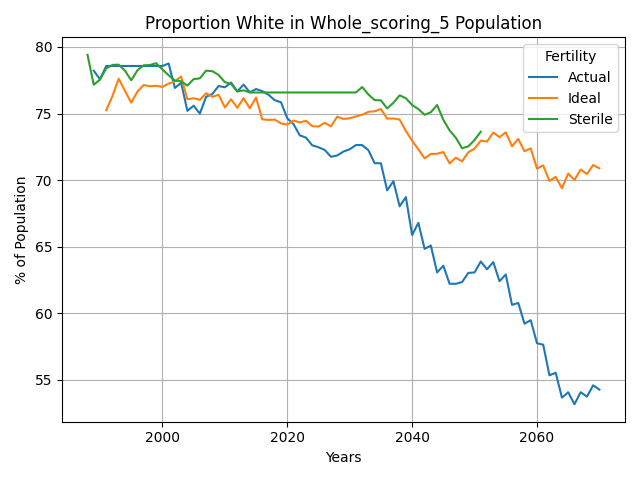 Proportion White in Whole_scoring_5 Population
Fertility
Actual
Ideal
Sterile
% of Population
80
75
70
65
60
55
2000
2020
2040
2060
Years